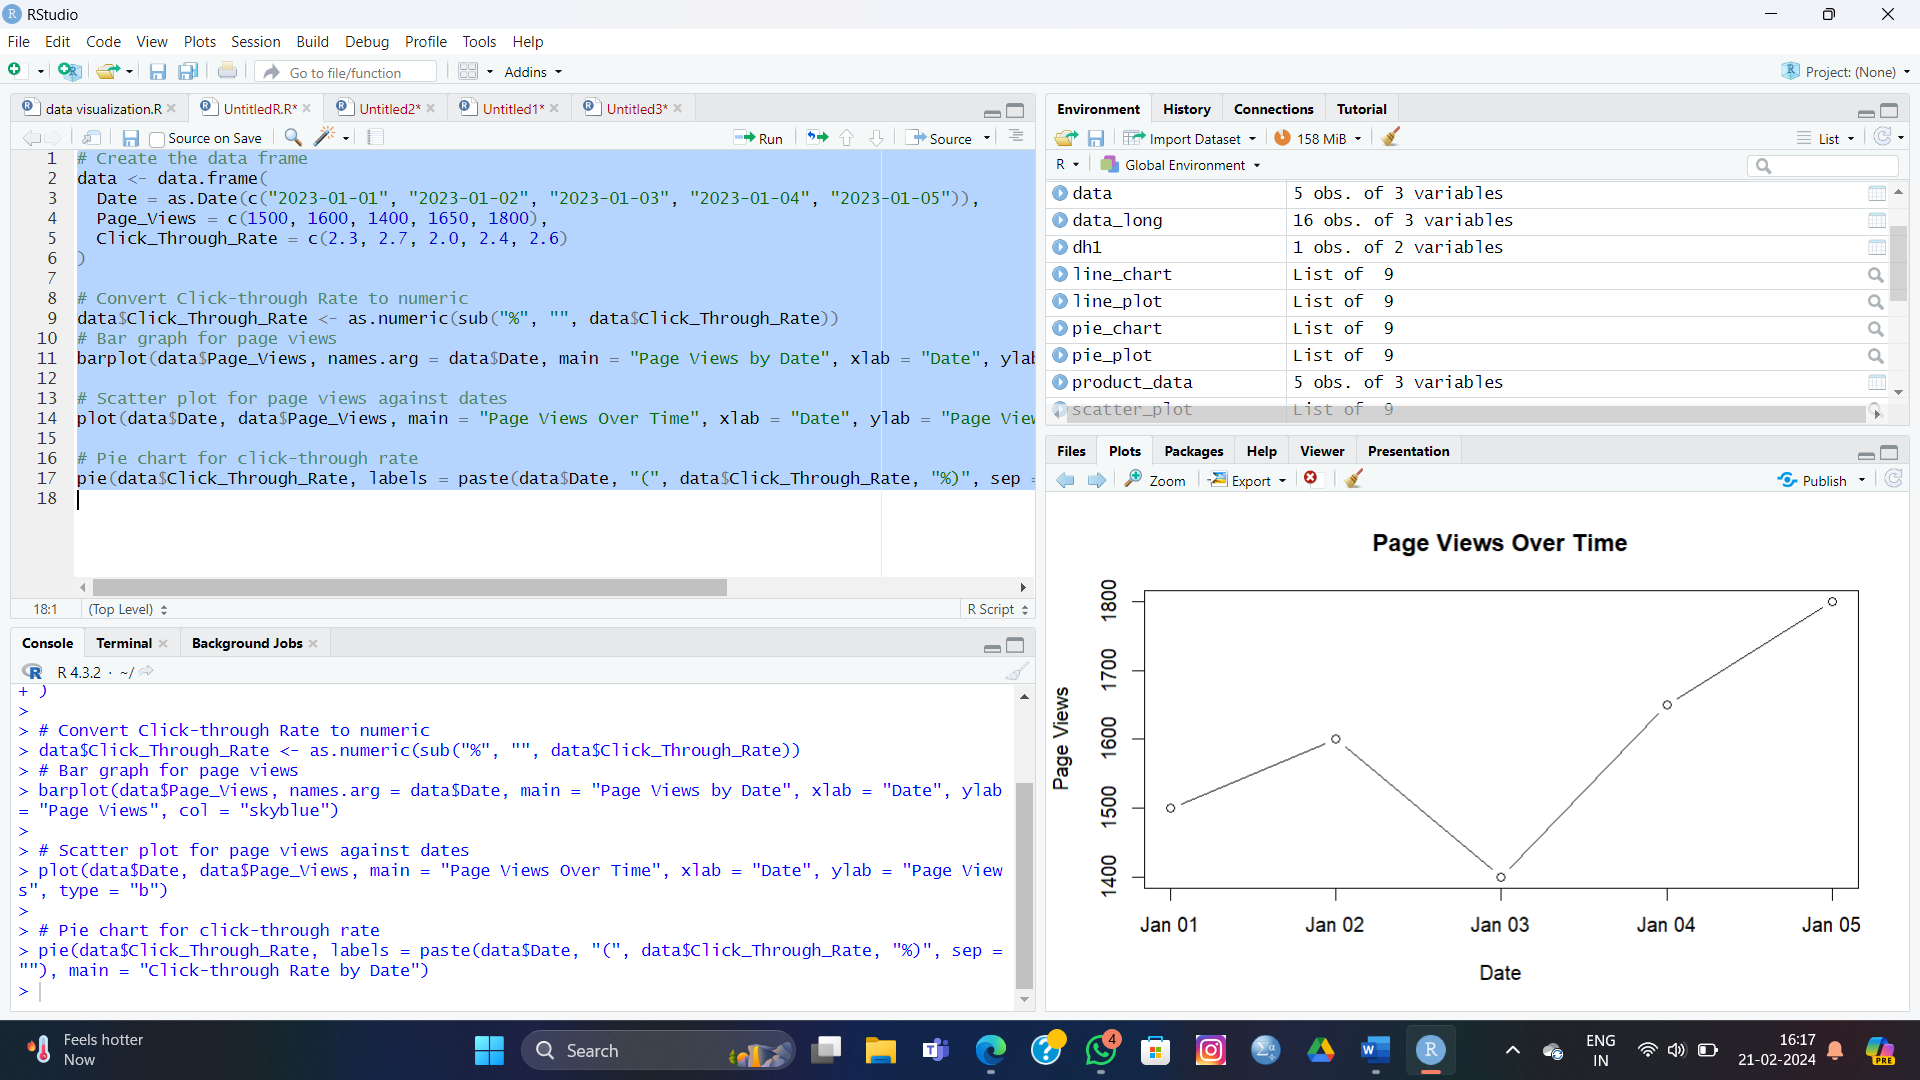 RStudio
File Edit Code View Plots Session Build Debug Profile Tools Help
Go to file/function Addins Project: (None)
data visualization.R UntitledR.R* Untitled2* Untitled1* Untitled3*
Source on Save Run Source
1 # Create the data frame
2 data <- data.frame(
3 Date = as.Date(c("2023-01-01", "2023-01-02", "2023-01-03", "2023-01-04", "2023-01-05")),
4 Page_Views = c(1500, 1600, 1400, 1650, 1800),
5 Click_Through_Rate = c(2.3, 2.7, 2.0, 2.4, 2.6)
6 )
7
8 # Convert Click-through Rate to numeric
9 data$Click_Through_Rate <- as.numeric(sub("%", "", data$Click_Through_Rate))
10 # Bar graph for page views
11 barplot(data$Page_Views, names.arg = data$Date, main = "Page Views by Date", xlab = "Date", ylab
12
13 # Scatter plot for page views against dates
14 plot(data$Date, data$Page_Views, main = "Page Views Over Time", xlab = "Date", ylab = "Page View
15
16 # Pie chart for click-through rate
17 pie(data$Click_Through_Rate, labels = paste(data$Date, "(", data$Click_Through_Rate, "%)", sep =
18
18:1 (Top Level) R Script
Console Terminal Background Jobs
R 4.3.2 · ~/
+ )
>
> # Convert Click-through Rate to numeric
> data$Click_Through_Rate <- as.numeric(sub("%", "", data$Click_Through_Rate))
> # Bar graph for page views
> barplot(data$Page_Views, names.arg = data$Date, main = "Page Views by Date", xlab = "Date", ylab
= "Page Views", col = "skyblue")
>
> # Scatter plot for page views against dates
> plot(data$Date, data$Page_Views, main = "Page Views Over Time", xlab = "Date", ylab = "Page View
s", type = "b")
>
> # Pie chart for click-through rate
> pie(data$Click_Through_Rate, labels = paste(data$Date, "(", data$Click_Through_Rate, "%)", sep =
""), main = "Click-through Rate by Date")
>
Environment History Connections Tutorial
Import Dataset 158 MiB List
R Global Environment
data 5 obs. of 3 variables
data_long 16 obs. of 3 variables
dh1 1 obs. of 2 variables
line_chart List of 9
line_plot List of 9
pie_chart List of 9
pie_plot List of 9
product_data 5 obs. of 3 variables
scatter_plot List of 9
Files Plots Packages Help Viewer Presentation
Zoom Export Publish
Page Views Over Time
Page Views
1800
1700
1600
1500
1400
Jan 01 Jan 02 Jan 03 Jan 04 Jan 05
Date
Feels hotter
Now
Search
4
ENG
IN
16:17
21-02-2024
PRE